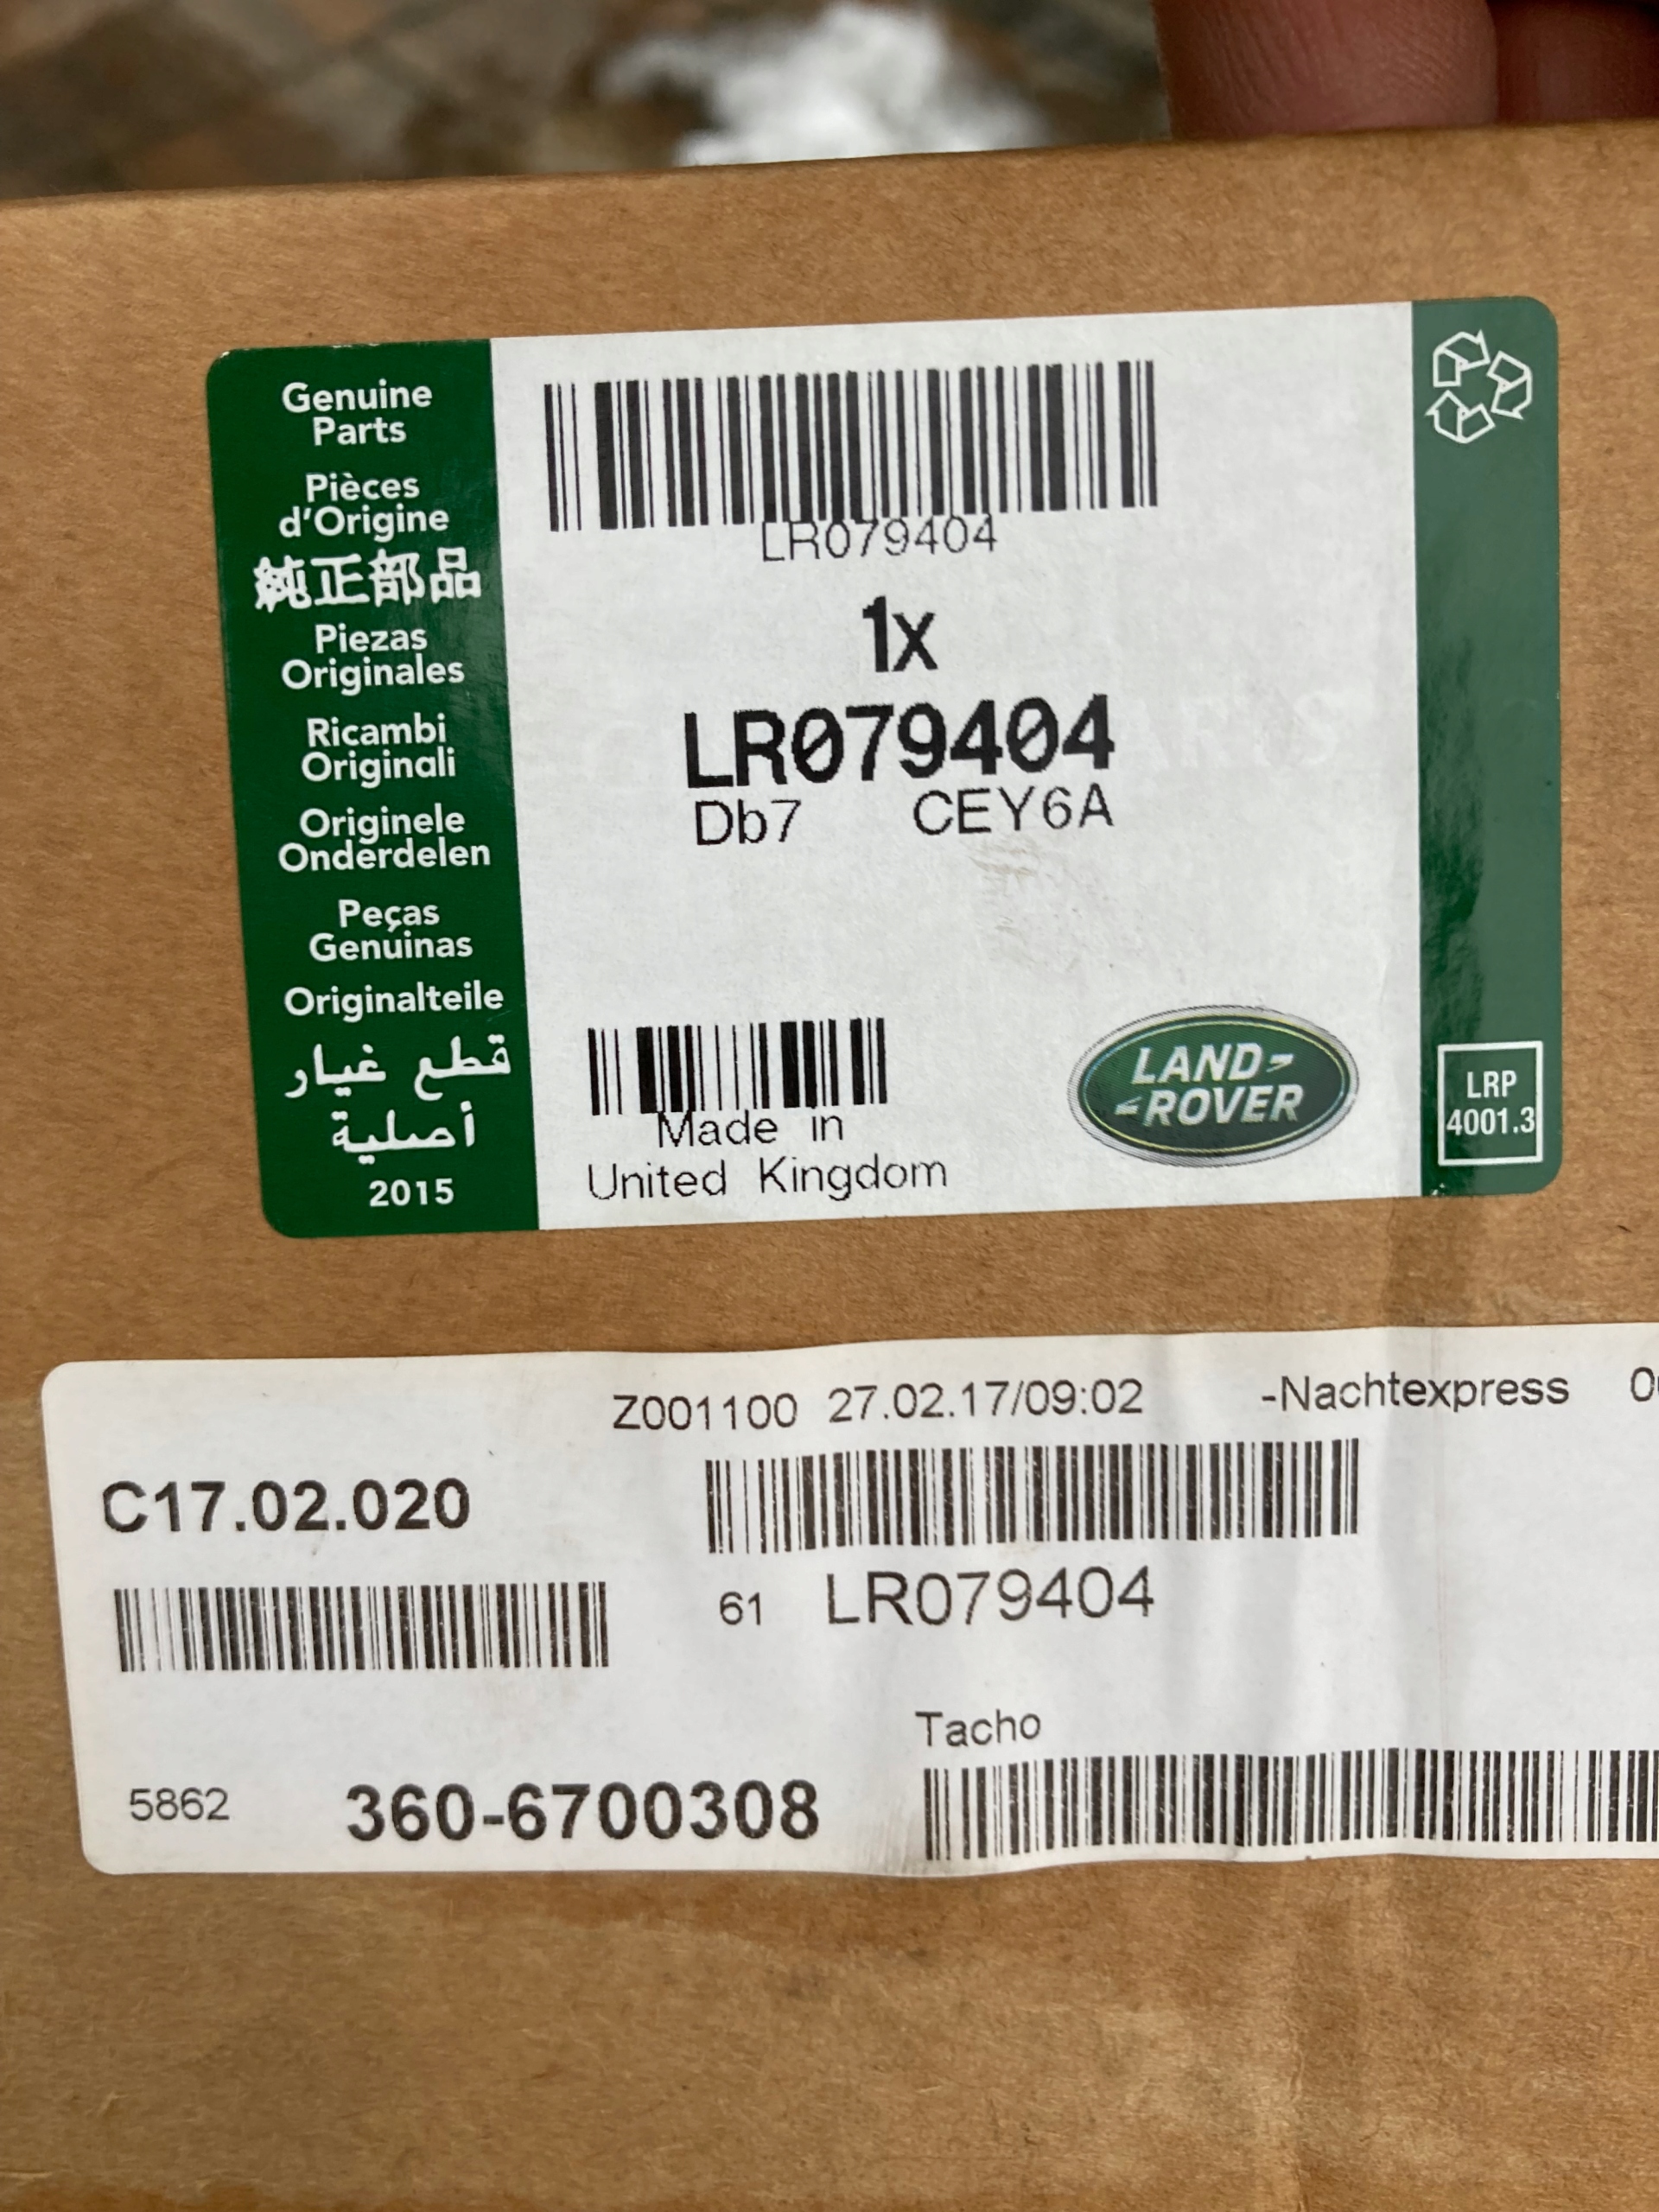 Genuine
Parts
Pièces
d'Origine
純正部品
Piezas
Originales
Ricambi
Originali
Originele
Onderdelen
Peças
Genuínas
Originalteile
قطع غيار
أصلية
2015
LR079404
1x
LR079404
Db7 CEY6A
Made in
United Kingdom
LAND-
-ROVER
LRP
4001.3
Z001100 27.02.17/09:02 -Nachtexpress
C17.02.020
61 LR079404
Tacho
5862 360-6700308